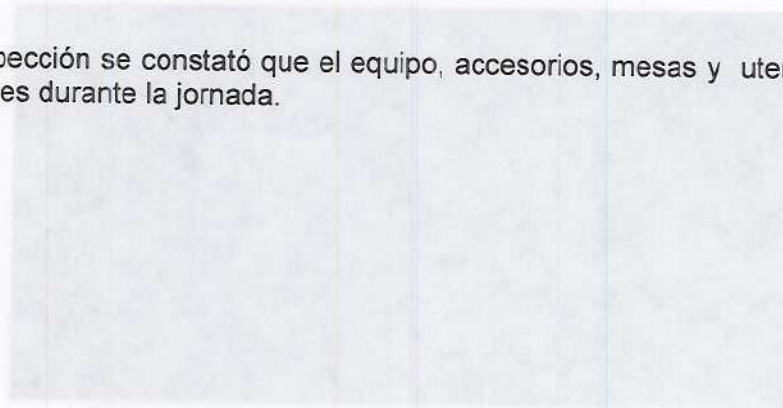 pección se constató que el equipo, accesorios, mesas y ute
es durante la jornada.